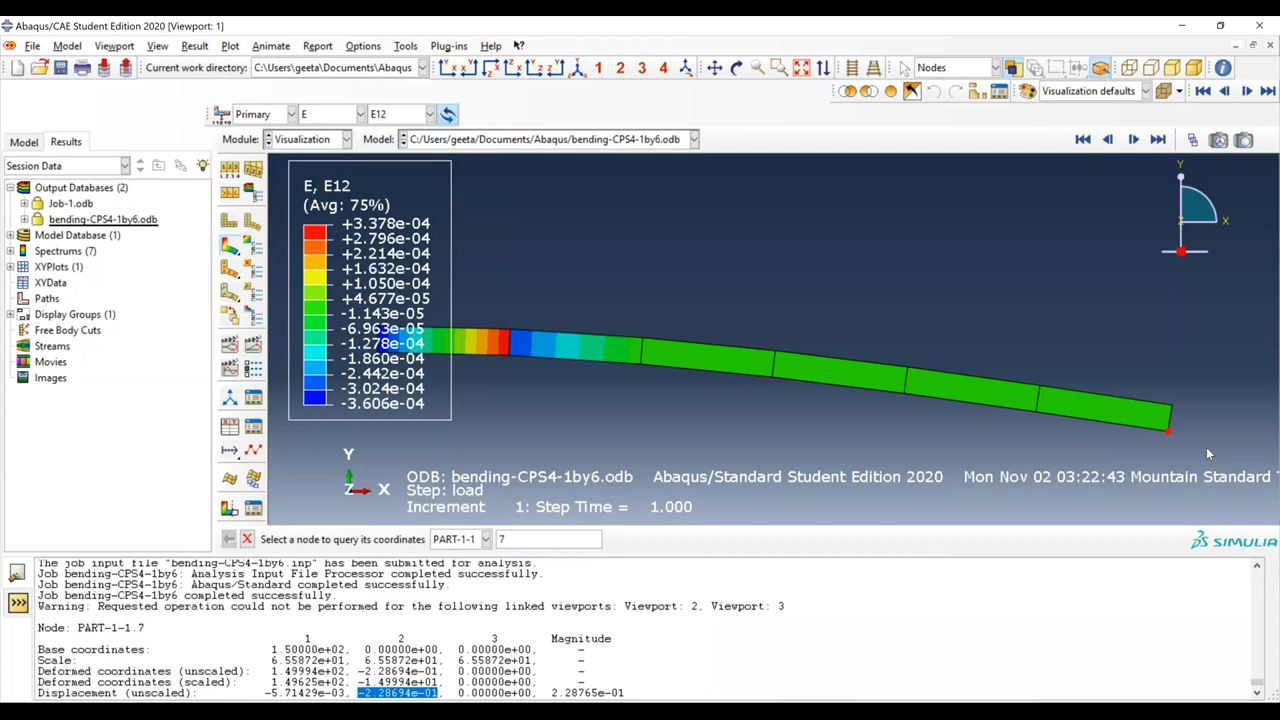 Abaqus/CAE Student Edition 2020 [Viewport: 1]
File Model Viewport View Result Plot Animate Report Options Tools Plug-ins Help
Current work directory: C:\Users\geeta\Documents\Abaqus 1 2 3 4 Nodes
Visualization defaults
Primary E E12
Model Results Module: Visualization Model: C:/Users/geeta/Documents/Abaqus/bending-CPS4-1by6.odb
Session Data
Output Databases (2)
Job-1.odb
bending-CPS4-1by6.odb
Model Database (1)
Spectrums (7)
XYPlots (1)
XYData
Paths
Display Groups (1)
Free Body Cuts
Streams
Movies
Images
E, E12
(Avg: 75%)
+3.378e-04
+2.796e-04
+2.214e-04
+1.632e-04
+1.050e-04
+4.677e-05
-1.143e-05
-6.963e-05
-1.278e-04
-1.860e-04
-2.442e-04
-3.024e-04
-3.606e-04
Y
Z X
Y
Z X
ODB: bending-CPS4-1by6.odb Abaqus/Standard Student Edition 2020 Mon Nov 02 03:22:43 Mountain Standard T
Step: load
Increment 1: Step Time = 1.000
Select a node to query its coordinates PART-1-1 7
SIMULIA
The job input file "bending-CPS4-1by6.inp" has been submitted for analysis.
Job bending-CPS4-1by6: Analysis Input File Processor completed successfully.
Job bending-CPS4-1by6: Abaqus/Standard completed successfully.
Job bending-CPS4-1by6 completed successfully.
Warning: Requested operation could not be performed for the following linked viewports: Viewport: 2, Viewport: 3
Node: PART-1-1.7
1 2 3 Magnitude
Base coordinates: 1.50000e+02, 0.00000e+00, 0.00000e+00, -
Scale: 6.55872e+01, 6.55872e+01, 6.55872e+01, -
Deformed coordinates (unscaled): 1.49994e+02, -2.28694e-01, 0.00000e+00, -
Deformed coordinates (scaled): 1.49625e+02, -1.49994e+01, 0.00000e+00, -
Displacement (unscaled): -5.71429e-03, -2.28694e-01, 0.00000e+00, 2.28765e-01